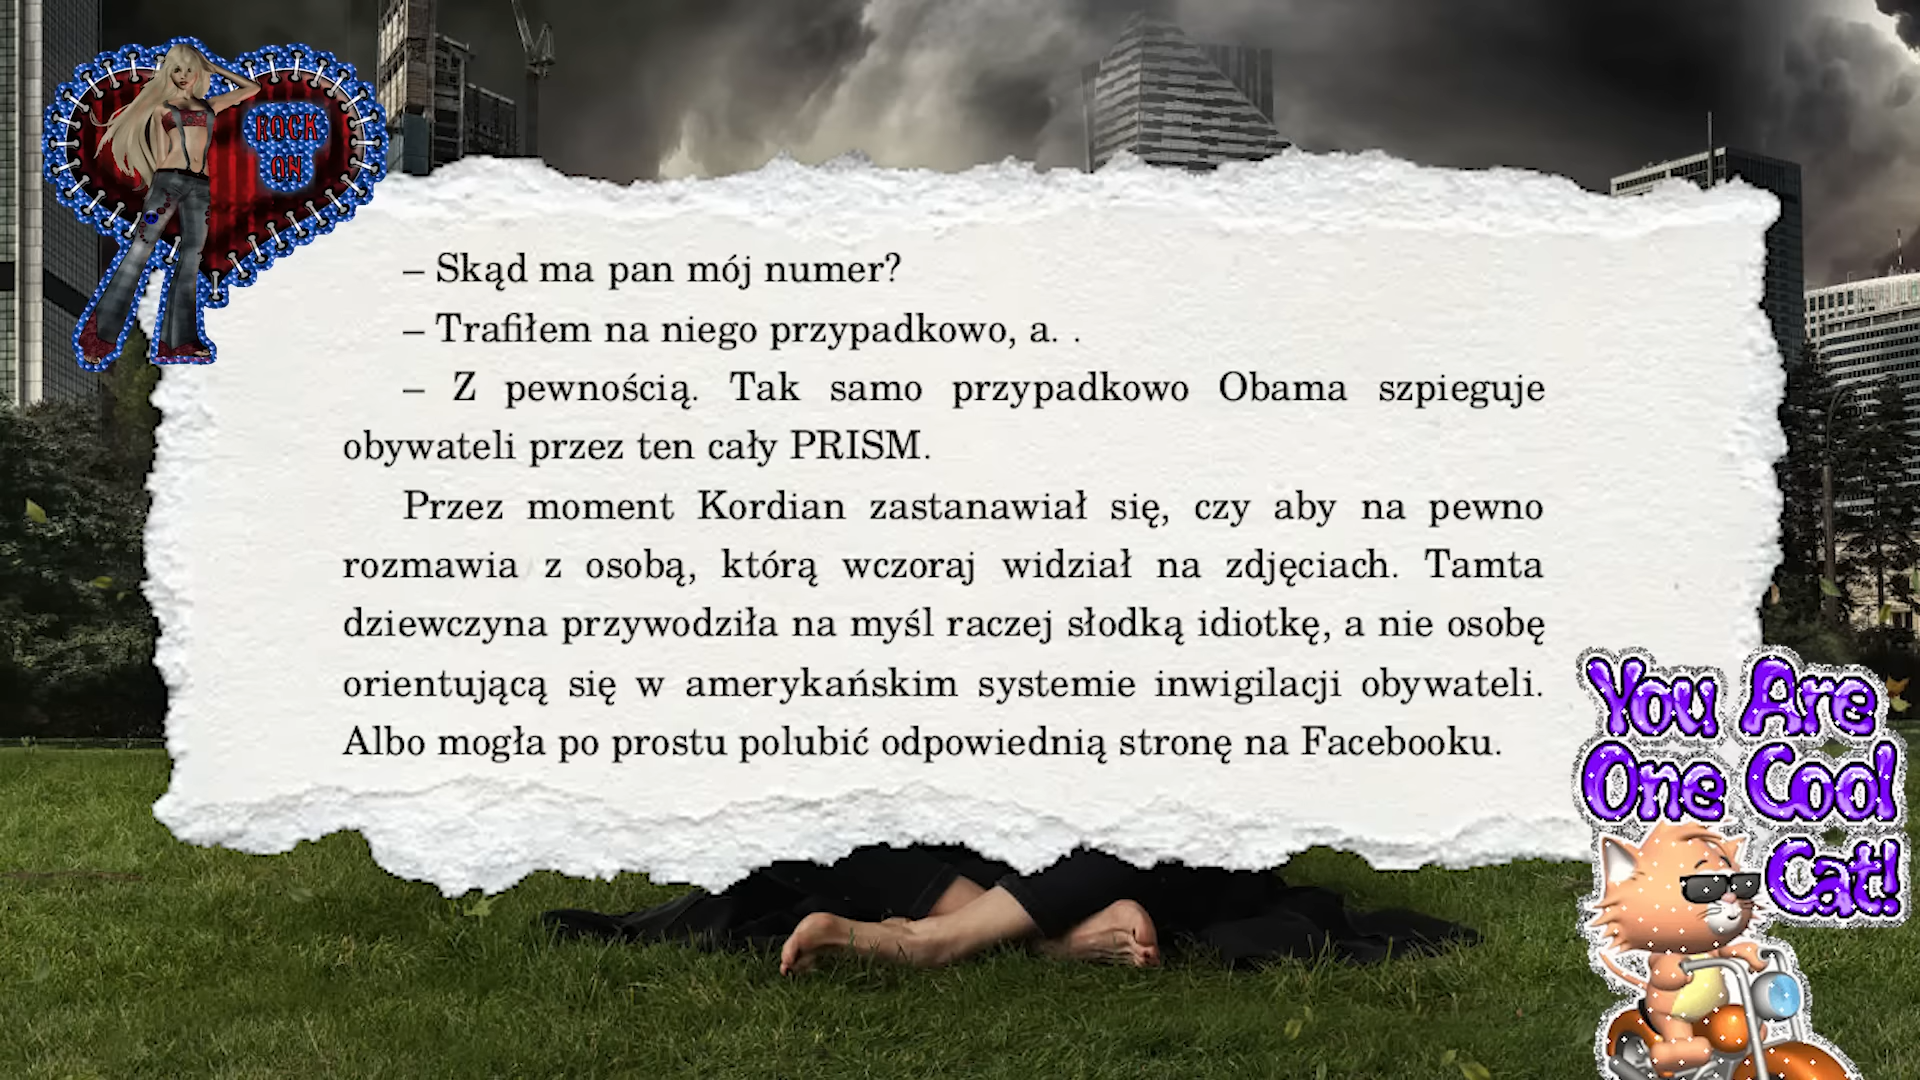 ROCK
ON
– Skąd ma pan mój numer?
– Trafiłem na niego przypadkowo, a. .
– Z pewnością. Tak samo przypadkowo Obama szpieguje
obywateli przez ten cały PRISM.
Przez moment Kordian zastanawiał się, czy aby na pewno
rozmawia z osobą, którą wczoraj widział na zdjęciach. Tamta
dziewczyna przywodziła na myśl raczej słodką idiotkę, a nie osobę
orientującą się w amerykańskim systemie inwigilacji obywateli.
Albo mogła po prostu polubić odpowiednią stronę na Facebooku.
You Are
One Cool
Cat!